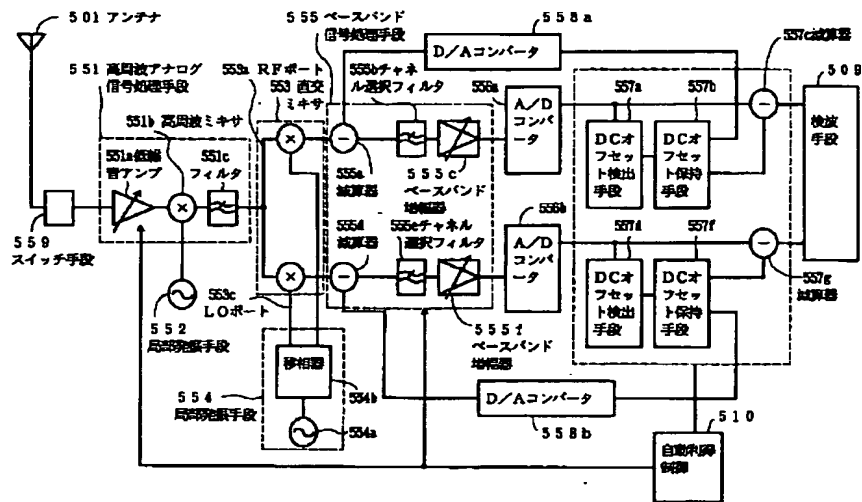 501 アンテナ
551 高周波アナログ
信号処理手段
551b 高周波ミキサ
551a 低雑
音アンプ
551c
フィルタ
559
スイッチ手段
552
局部発振手段
553a RFポート
553 直交
ミキサ
553c
LOポート
554
局部発振手段
移相器
554b
554a
555 ベースバンド
信号処理手段
555bチャネ
ル選択フィルタ
555a
減算器
555c
ベースバンド
増幅器
555d
減算器
555eチャネル
選択フィルタ
555f
ベースバンド
増幅器
558a
D/Aコンバータ
556a
A/D
コンバ
ータ
556b
A/D
コンバ
ータ
D/Aコンバータ
558b
557a
DCオ
フセッ
ト検出
手段
557b
DCオ
フセッ
ト保持
手段
557c減算器
557d
DCオ
フセッ
ト検出
手段
557f
DCオ
フセッ
ト保持
手段
557g
減算器
509
検波
手段
510
自動利得
制御